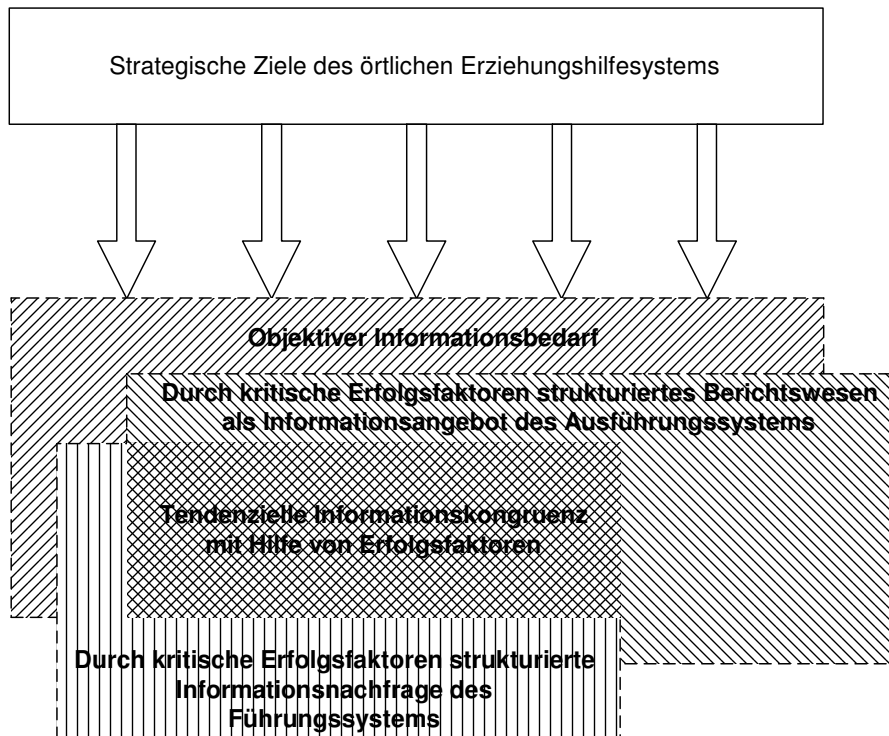 Strategische Ziele des örtlichen Erziehungshilfesystems
Objektiver Informationsbedarf
Durch kritische Erfolgsfaktoren strukturiertes Berichtswesen
als Informationsangebot des Ausführungssystems
Tendenzielle Informationskongruenz
mit Hilfe von Erfolgsfaktoren
Durch kritische Erfolgsfaktoren strukturierte
Informationsnachfrage des
Führungssystems